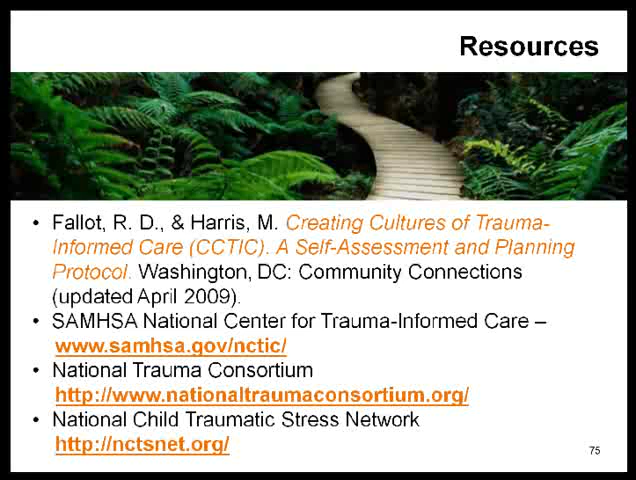 Resources
• Fallot, R. D., & Harris, M. Creating Cultures of Trauma-
Informed Care (CCTIC). A Self-Assessment and Planning
Protocol. Washington, DC: Community Connections
(updated April 2009).
• SAMHSA National Center for Trauma-Informed Care –
www.samhsa.gov/nctic/
• National Trauma Consortium
http://www.nationaltraumaconsortium.org/
• National Child Traumatic Stress Network
http://nctsnet.org/
75